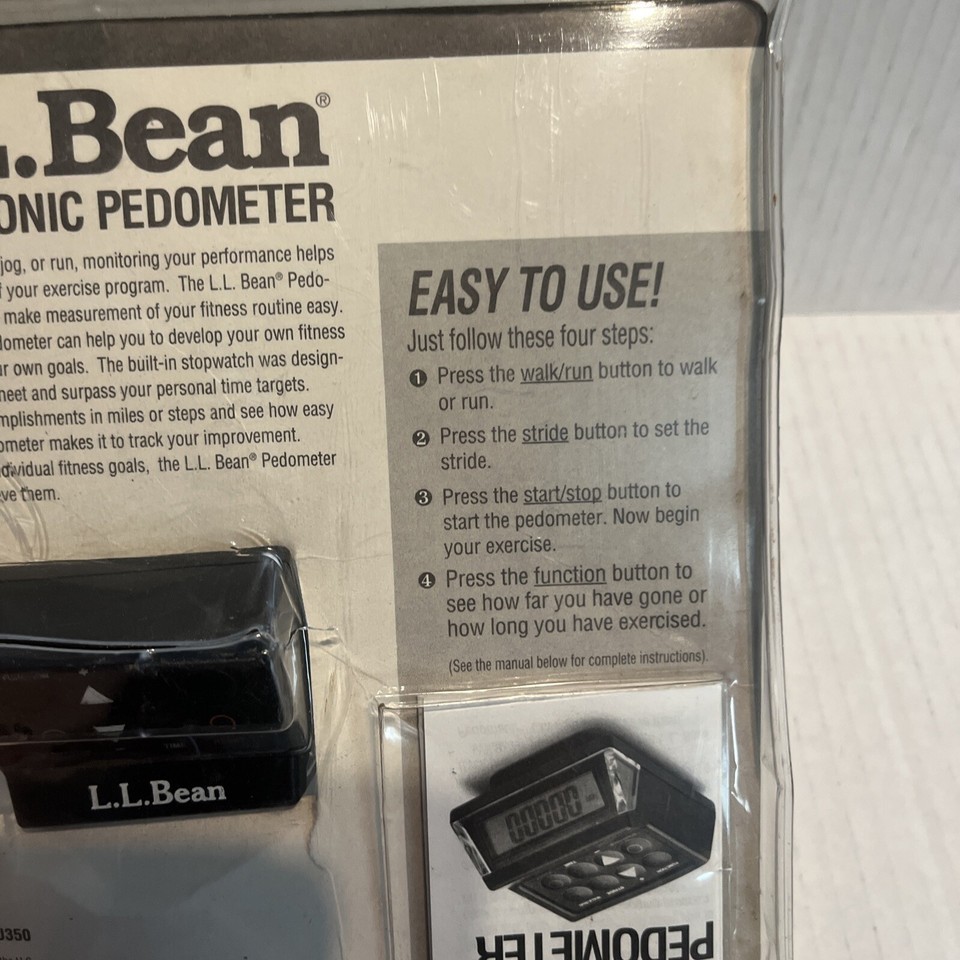 L.Bean®
ONIC PEDOMETER
jog, or run, monitoring your performance helps
your exercise program. The L.L. Bean® Pedo-
make measurement of your fitness routine easy.
dometer can help you to develop your own fitness
own goals. The built-in stopwatch was design-
meet and surpass your personal time targets.
mplishments in miles or steps and see how easy
ometer makes it to track your improvement.
dividual fitness goals, the L.L. Bean® Pedometer
ve them.
EASY TO USE!
Just follow these four steps:
❶ Press the walk/run button to walk
or run.
❷ Press the stride button to set the
stride.
❸ Press the start/stop button to
start the pedometer. Now begin
your exercise.
❹ Press the function button to
see how far you have gone or
how long you have exercised.
(See the manual below for complete instructions).
TIME
L.L.Bean
00000
PEDOMETER
0350